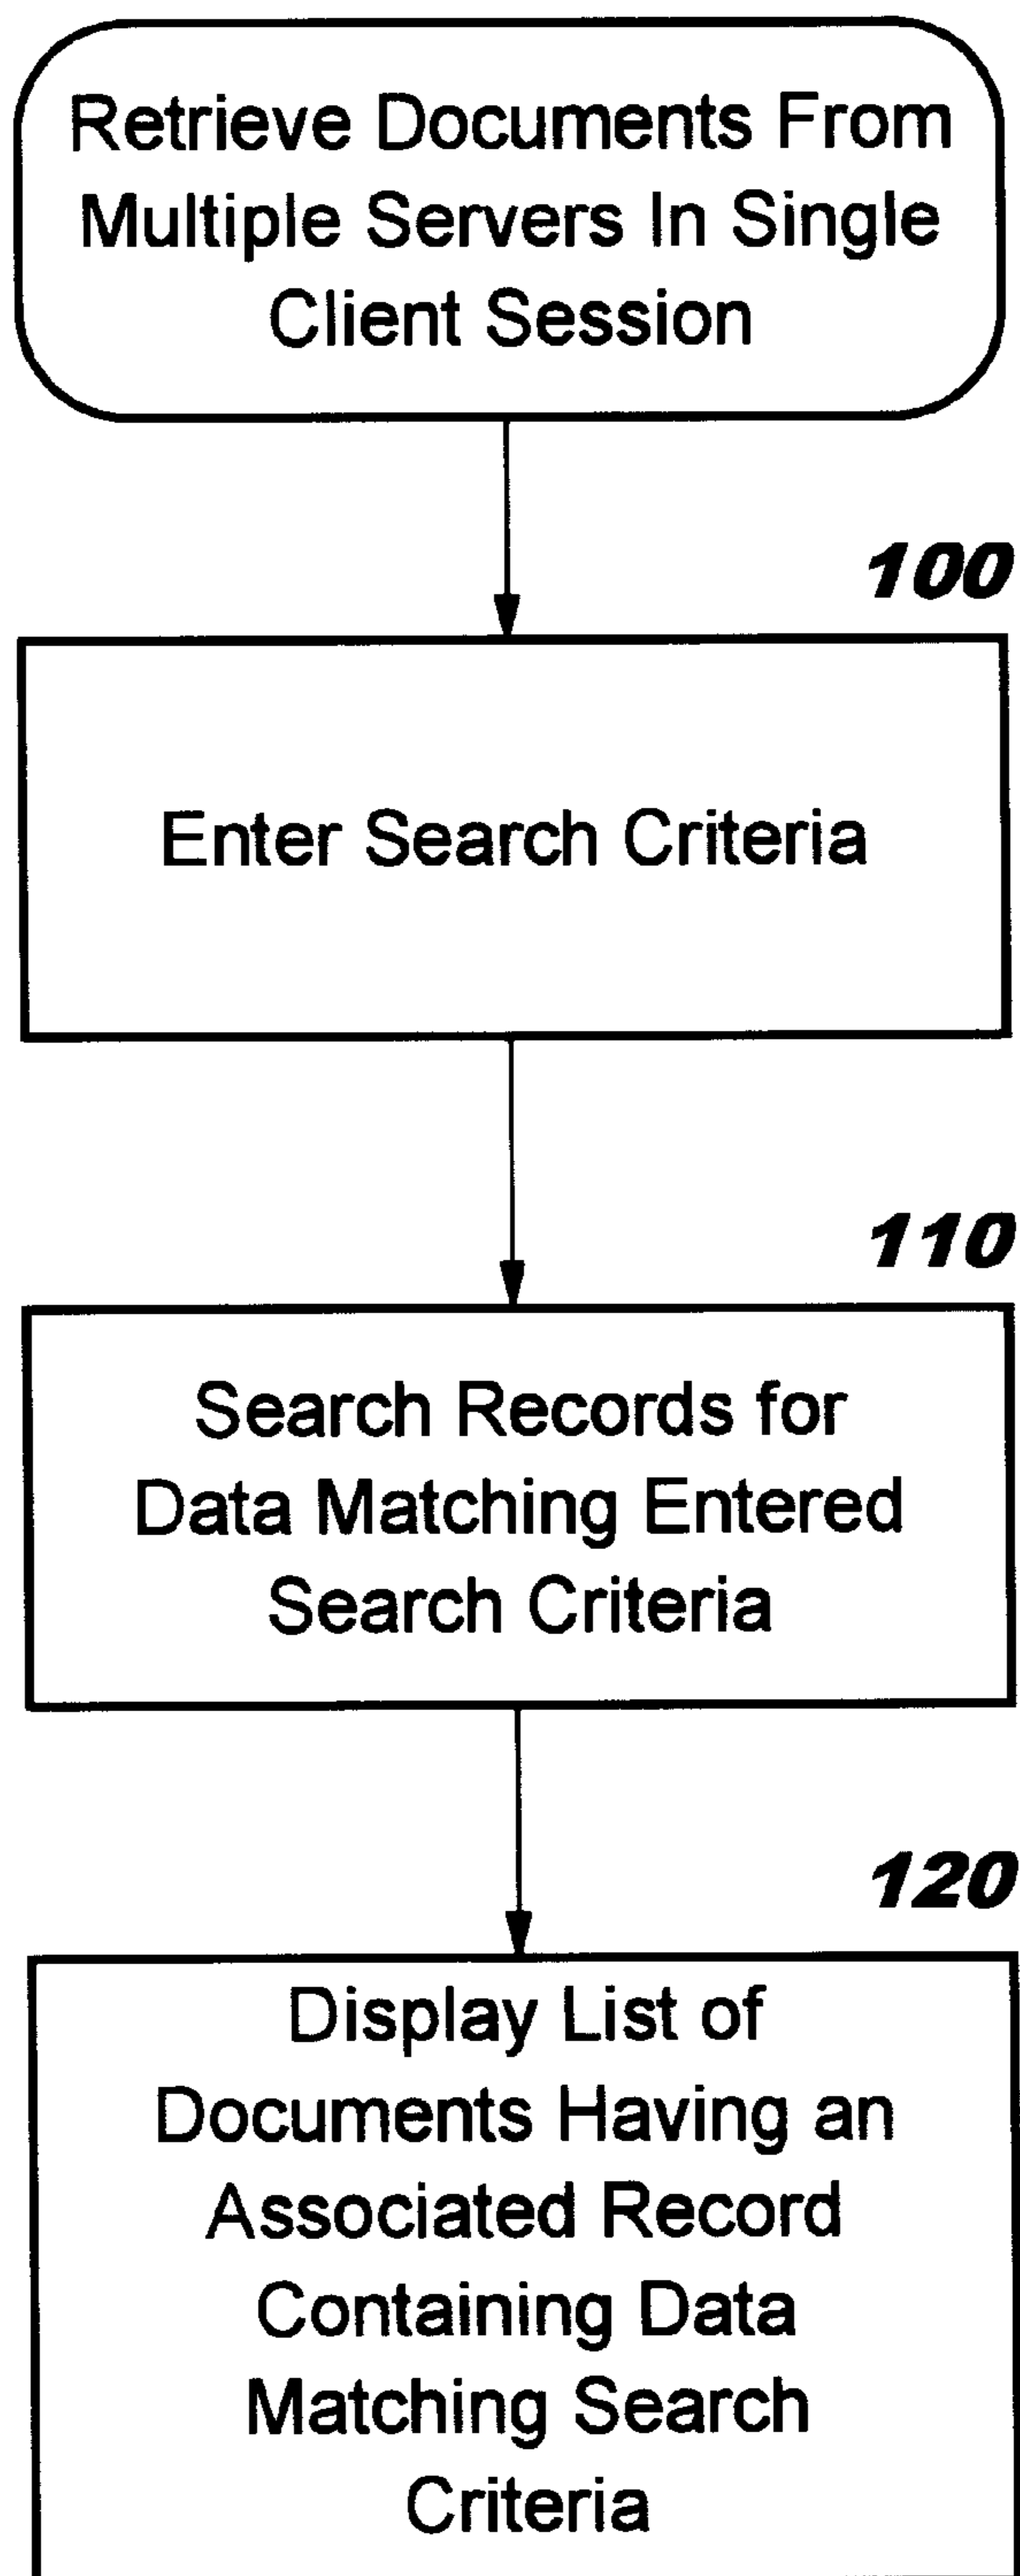 Retrieve Documents From
Multiple Servers In Single
Client Session
100
Enter Search Criteria
110
Search Records for
Data Matching Entered
Search Criteria
120
Display List of
Documents Having an
Associated Record
Containing Data
Matching Search
Criteria